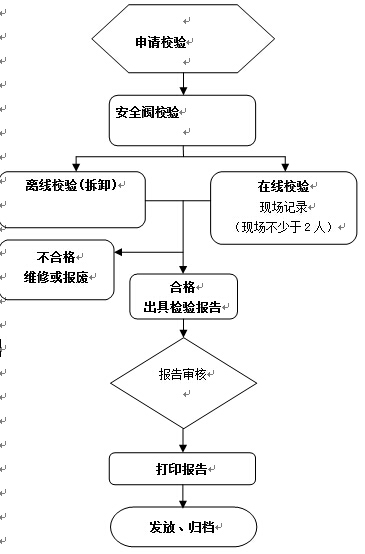 申请校验
安全阀校验
离线校验(拆卸)
在线校验
现场记录
（现场不少于2人）
不合格
维修或报废
合格
出具检验报告
报告审核
打印报告
发放、归档